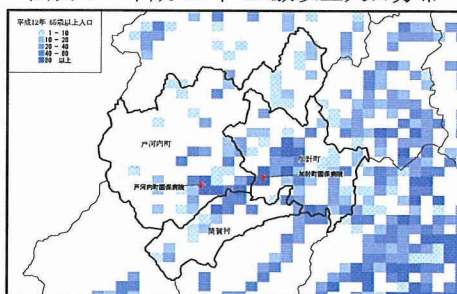 平成12年 65歳以上人口
1 - 10
10 - 20
20 - 40
40 - 60
60 以上
戸河内町
加計町
加計町国保病院
戸河内町国保病院
筒賀村